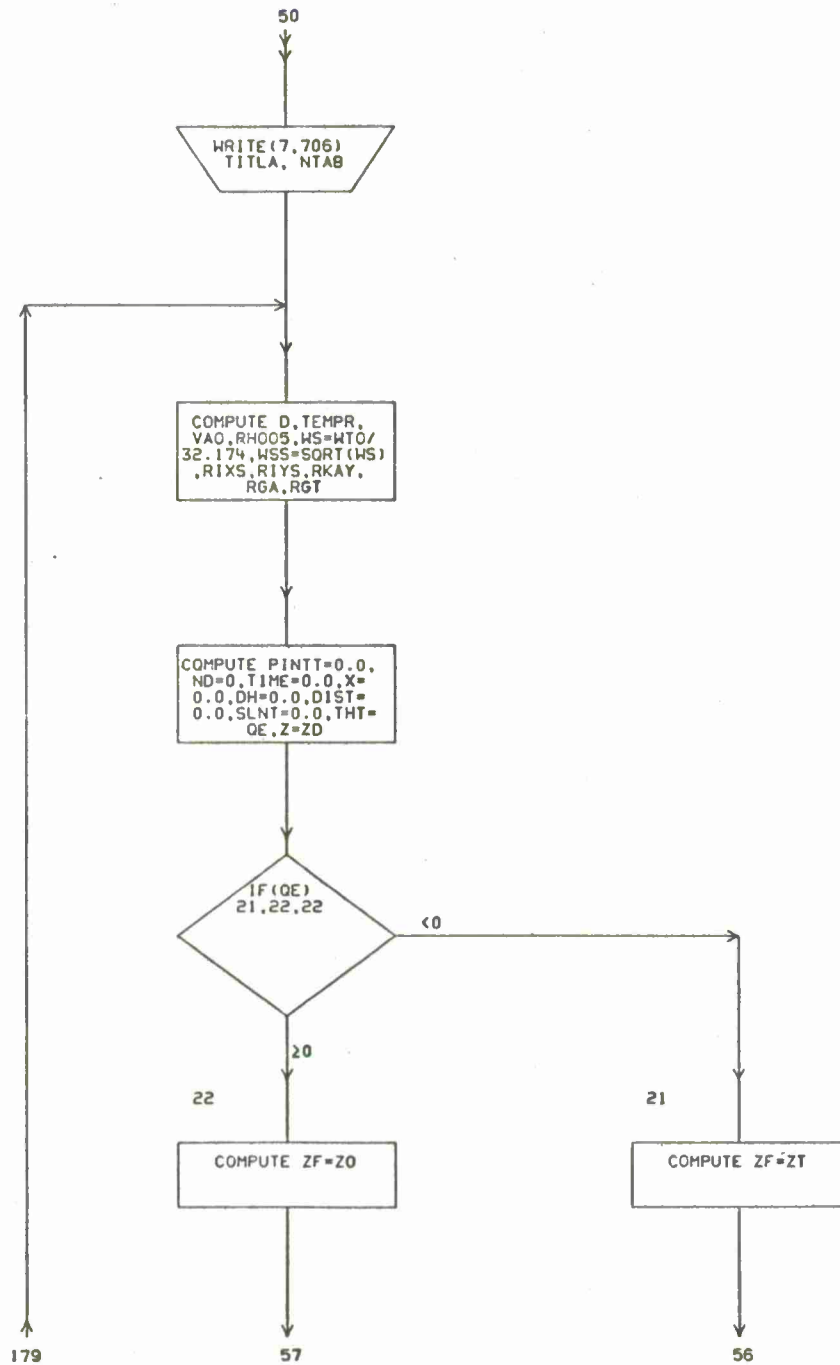 50
WRITE(7,706)
TITLA, NTAB
COMPUTE D,TEMPR,
VAO,RHO05,WS=WTO/
32.174,WSS=SQRT(WS)
,RIXS,RIYS,RKAY,
RGA,RGT
COMPUTE PINTT=0.0,
ND=0,TIME=0.0,X=
0.0,DH=0.0,DIST=
0.0,SLNT=0.0,THT=
QE,Z=ZO
IF(QE)
21,22,22
<0
≥0
22
21
COMPUTE ZF=ZO
COMPUTE ZF=ZT
179
57
56